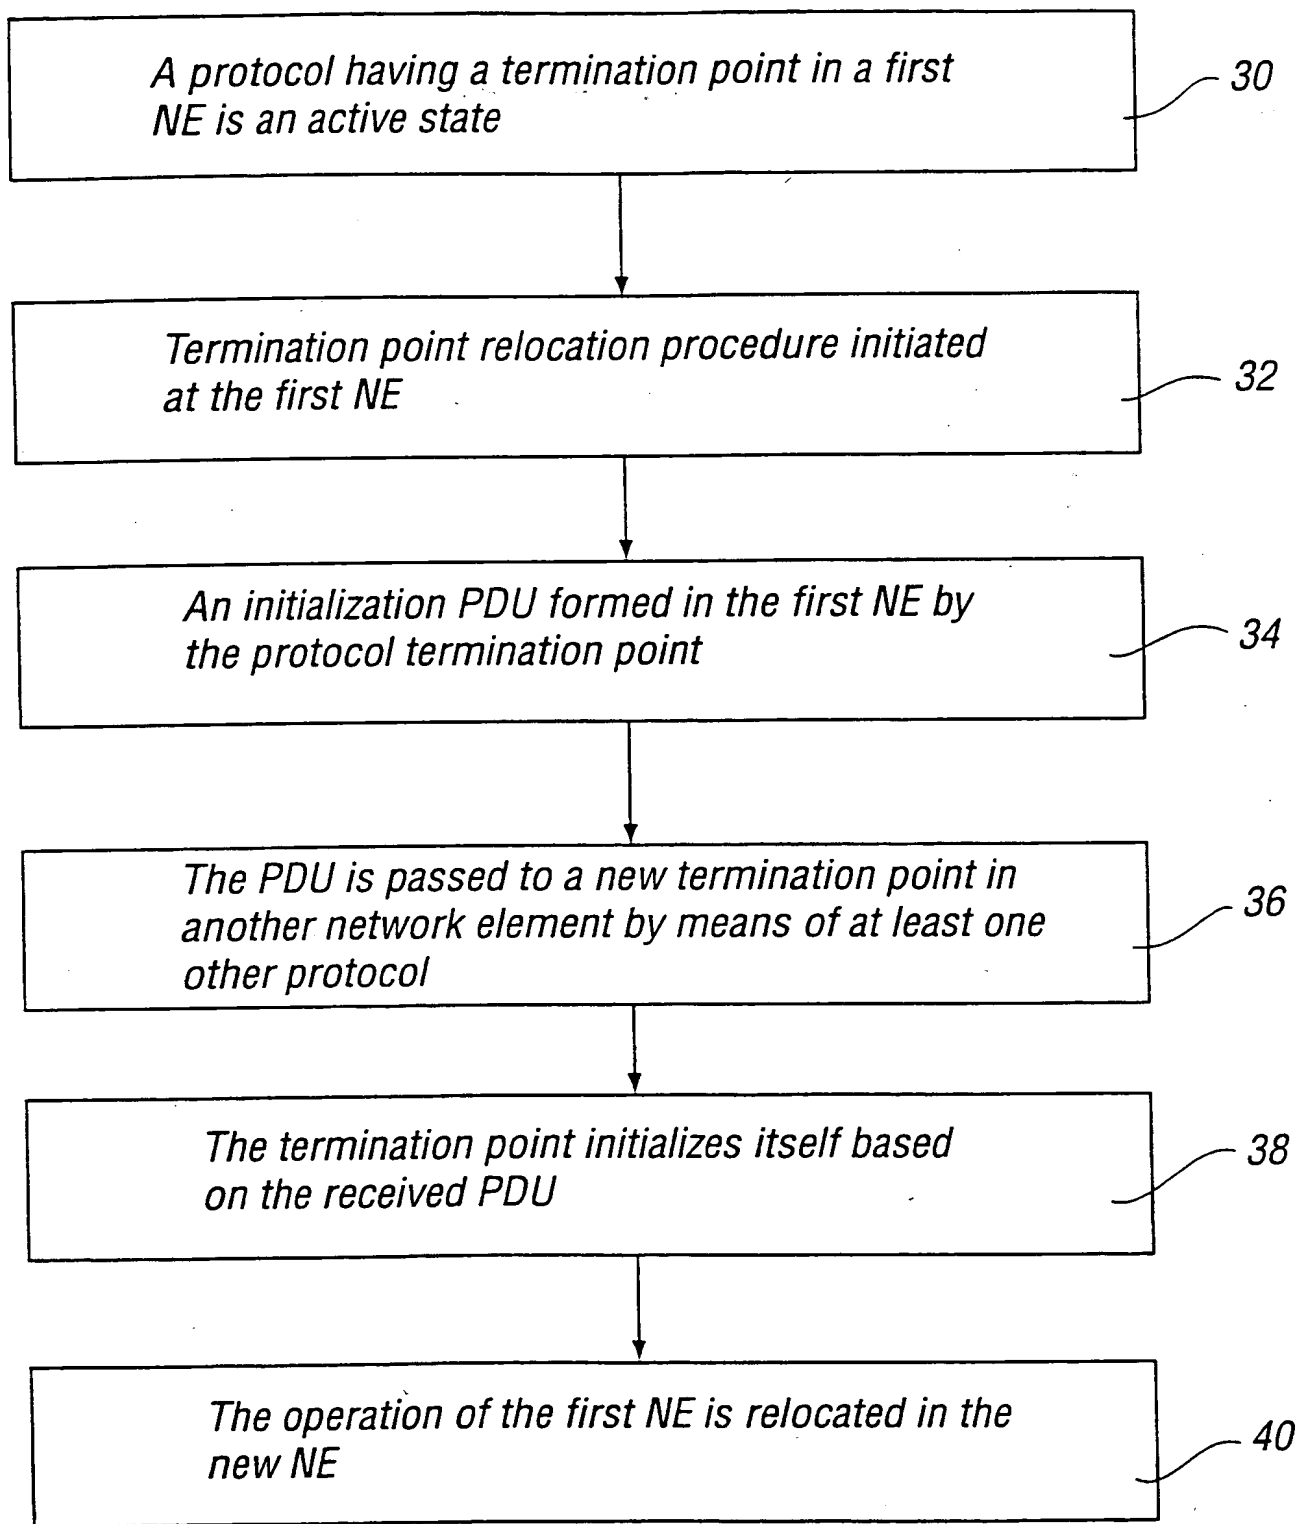 A protocol having a termination point in a first
NE is an active state
30
Termination point relocation procedure initiated
at the first NE
32
An initialization PDU formed in the first NE by
the protocol termination point
34
The PDU is passed to a new termination point in
another network element by means of at least one
other protocol
36
The termination point initializes itself based
on the received PDU
38
The operation of the first NE is relocated in the
new NE
40